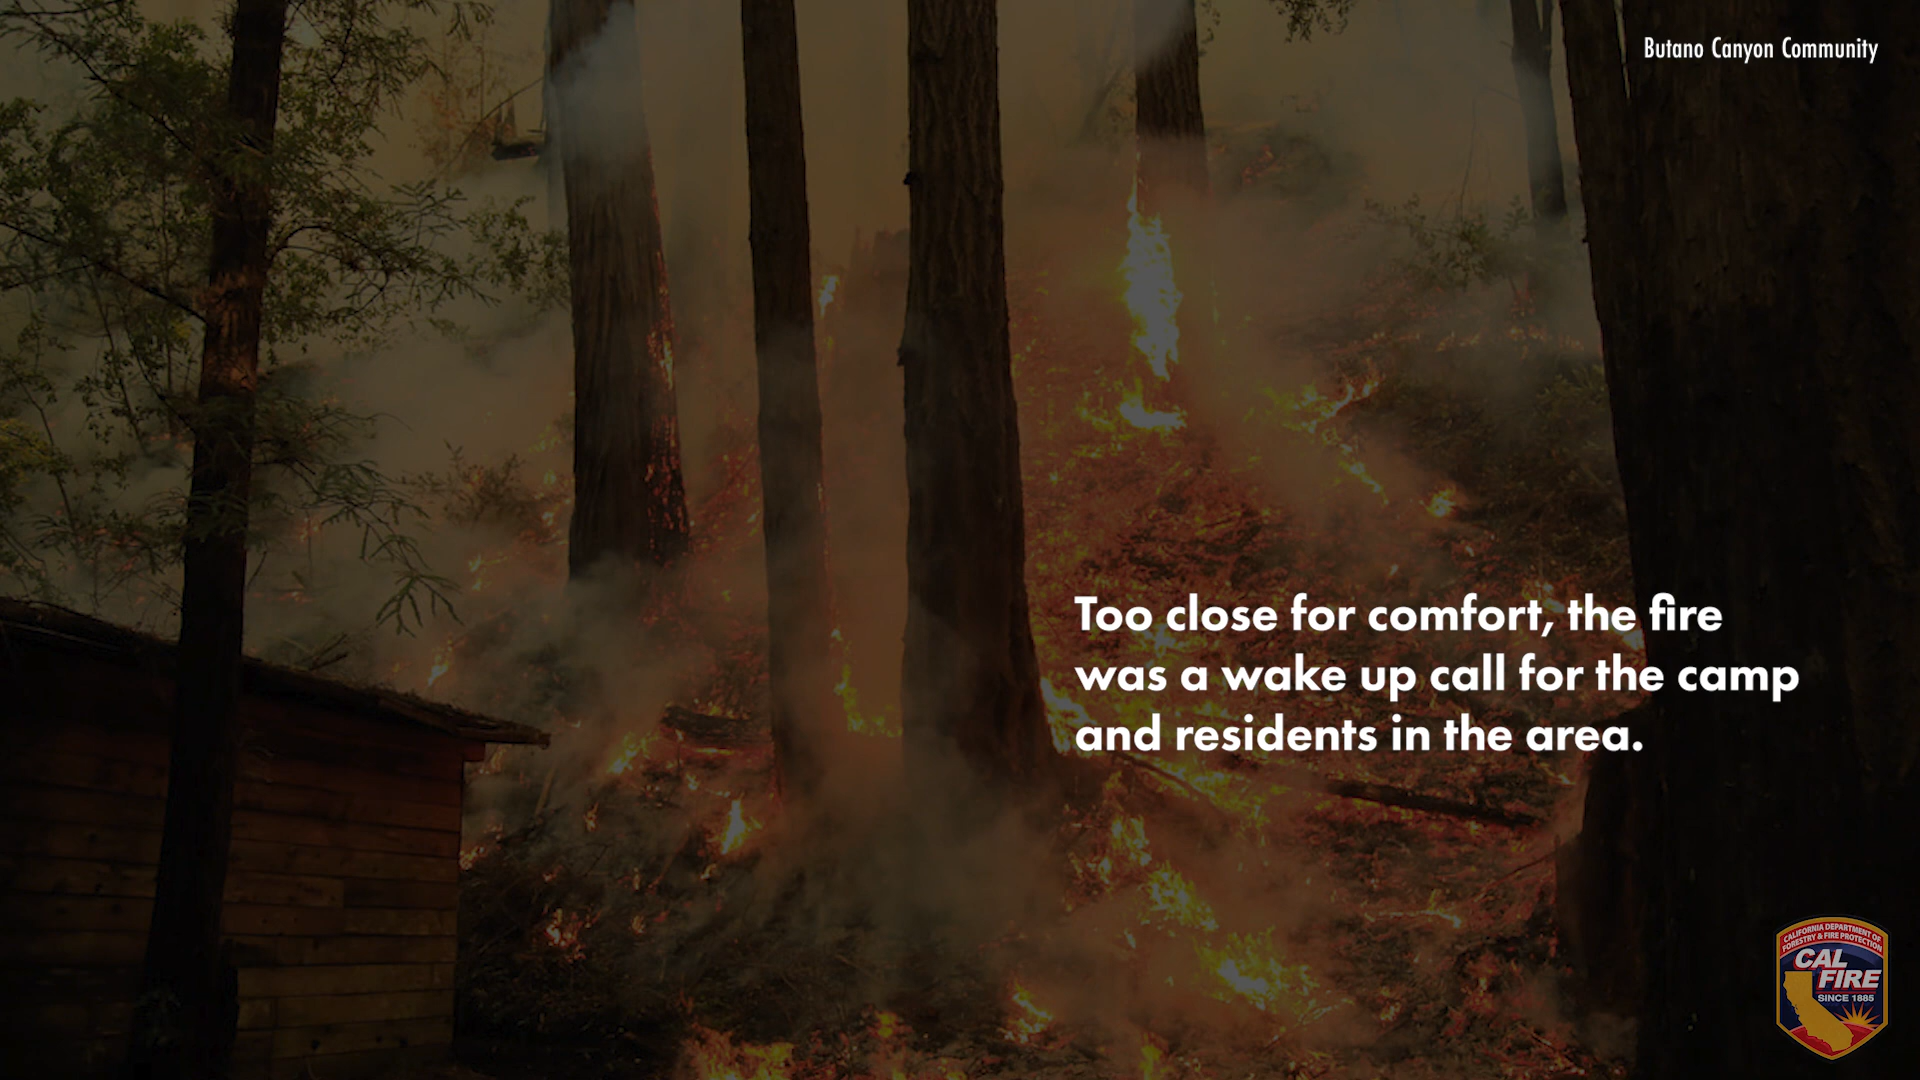 Butano Canyon Community
Too close for comfort, the fire
was a wake up call for the camp
and residents in the area.
CALIFORNIA DEPARTMENT OF
FORESTRY & FIRE PROTECTION
CAL
FIRE
SINCE 1885